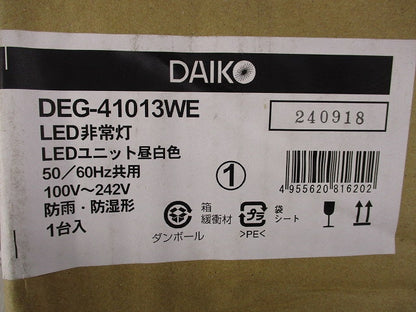 DAIKO
DEG-41013WE
240918
LED非常灯
LEDユニット昼白色
50/60Hz共用
100V～242V
防雨・防湿形
1台入
①
4 955620 816202
箱
緩衝材
ダンボール
プラ
袋
シート
>PE<